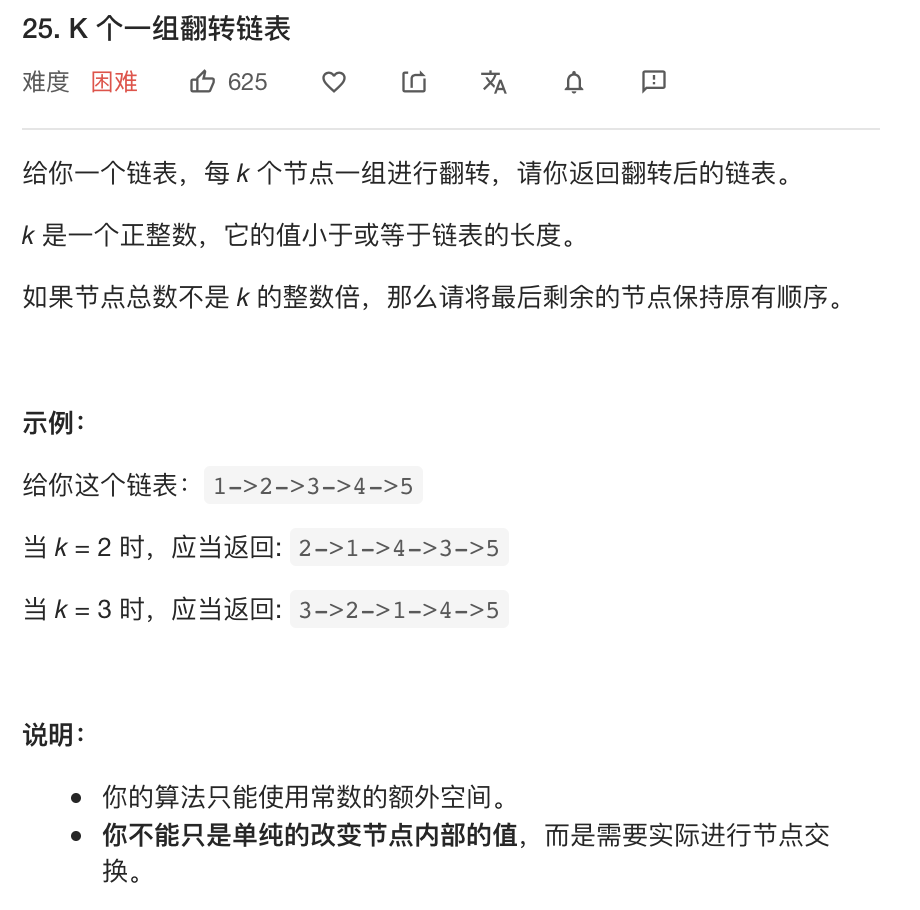 25. K 个一组翻转链表
难度 困难 625
给你一个链表，每 k 个节点一组进行翻转，请你返回翻转后的链表。
k 是一个正整数，它的值小于或等于链表的长度。
如果节点总数不是 k 的整数倍，那么请将最后剩余的节点保持原有顺序。
示例：
给你这个链表：1->2->3->4->5
当 k = 2 时，应当返回: 2->1->4->3->5
当 k = 3 时，应当返回: 3->2->1->4->5
说明：
你的算法只能使用常数的额外空间。
你不能只是单纯的改变节点内部的值，而是需要实际进行节点交
换。